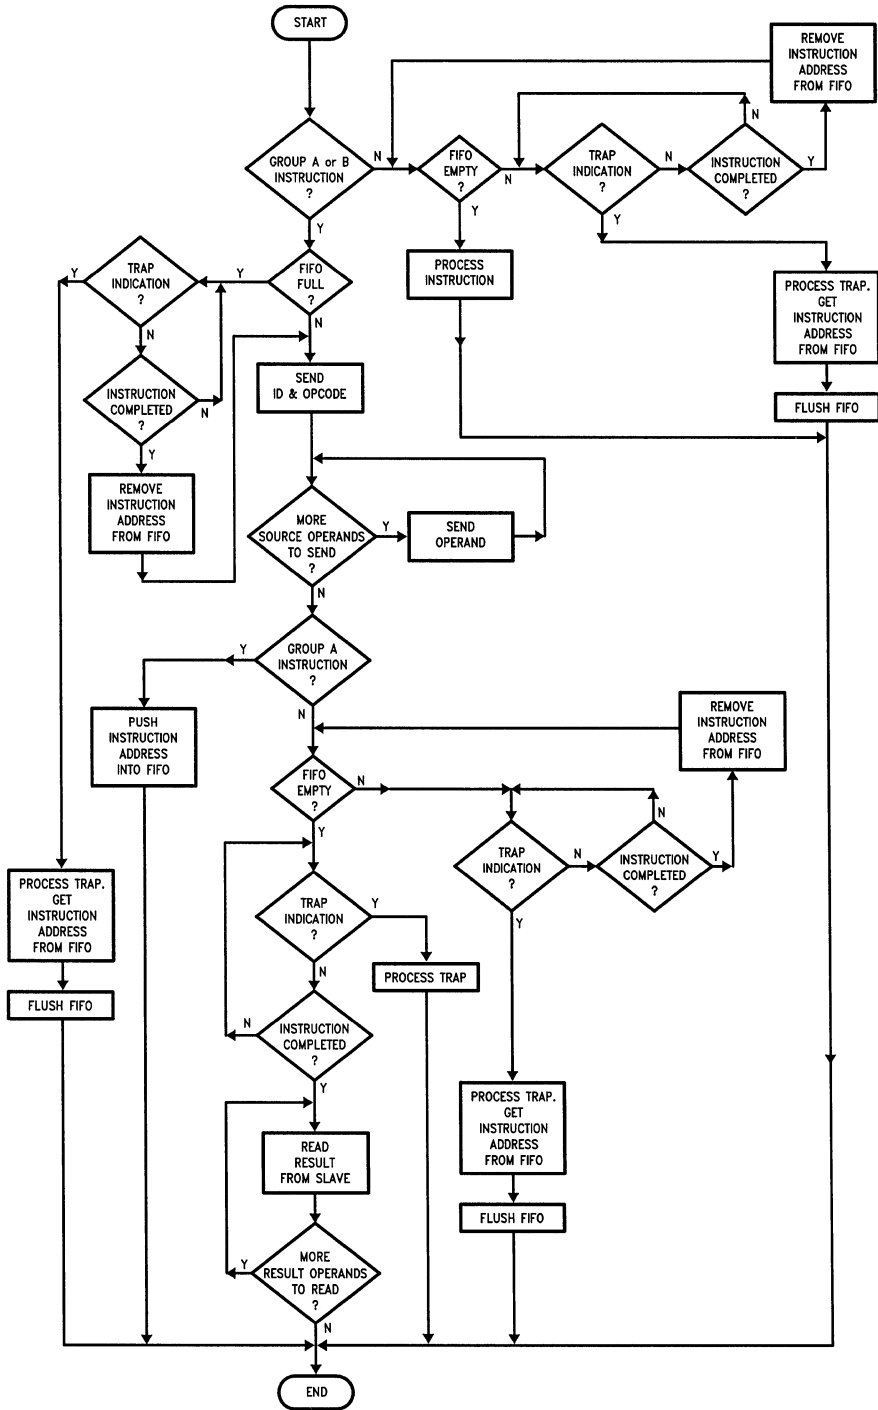 START
REMOVE
INSTRUCTION
ADDRESS
FROM FIFO
N
GROUP A or B
INSTRUCTION
?
N
FIFO
EMPTY
?
N
TRAP
INDICATION
?
N
INSTRUCTION
COMPLETED
?
Y
Y
Y
Y
PROCESS
INSTRUCTION
PROCESS TRAP.
GET
INSTRUCTION
ADDRESS
FROM FIFO
FLUSH FIFO
Y
TRAP
INDICATION
?
Y
FIFO
FULL
?
N
N
INSTRUCTION
COMPLETED
?
N
Y
SEND
ID & OPCODE
REMOVE
INSTRUCTION
ADDRESS
FROM FIFO
MORE
SOURCE OPERANDS
TO SEND
?
Y
SEND
OPERAND
N
Y
GROUP A
INSTRUCTION
?
N
PUSH
INSTRUCTION
ADDRESS
INTO FIFO
REMOVE
INSTRUCTION
ADDRESS
FROM FIFO
FIFO
EMPTY
?
N
Y
N
TRAP
INDICATION
?
N
INSTRUCTION
COMPLETED
?
Y
Y
PROCESS TRAP.
GET
INSTRUCTION
ADDRESS
FROM FIFO
FLUSH FIFO
TRAP
INDICATION
?
Y
N
PROCESS TRAP
N
INSTRUCTION
COMPLETED
?
Y
PROCESS TRAP.
GET
INSTRUCTION
ADDRESS
FROM FIFO
FLUSH FIFO
READ
RESULT
FROM SLAVE
Y
MORE
RESULT OPERANDS
TO READ
?
N
END